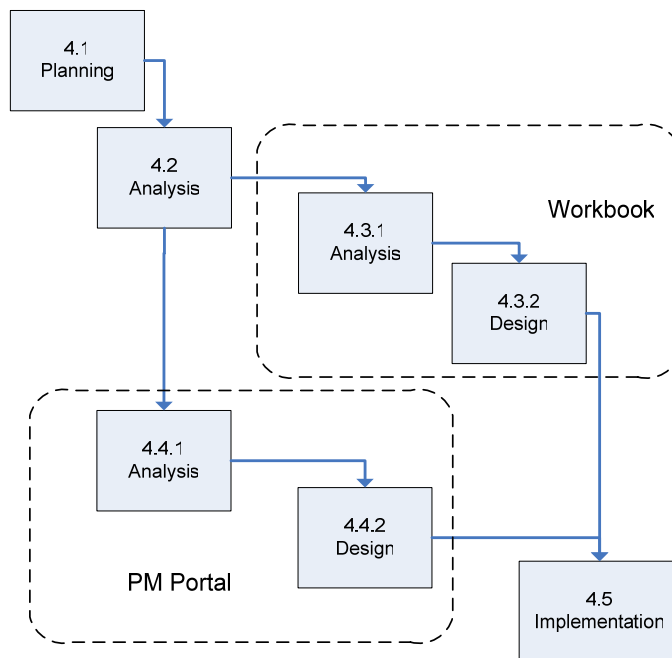 4.1
Planning
4.2
Analysis
4.3.1
Analysis
Workbook
4.3.2
Design
4.4.1
Analysis
4.4.2
Design
PM Portal
4.5
Implementation